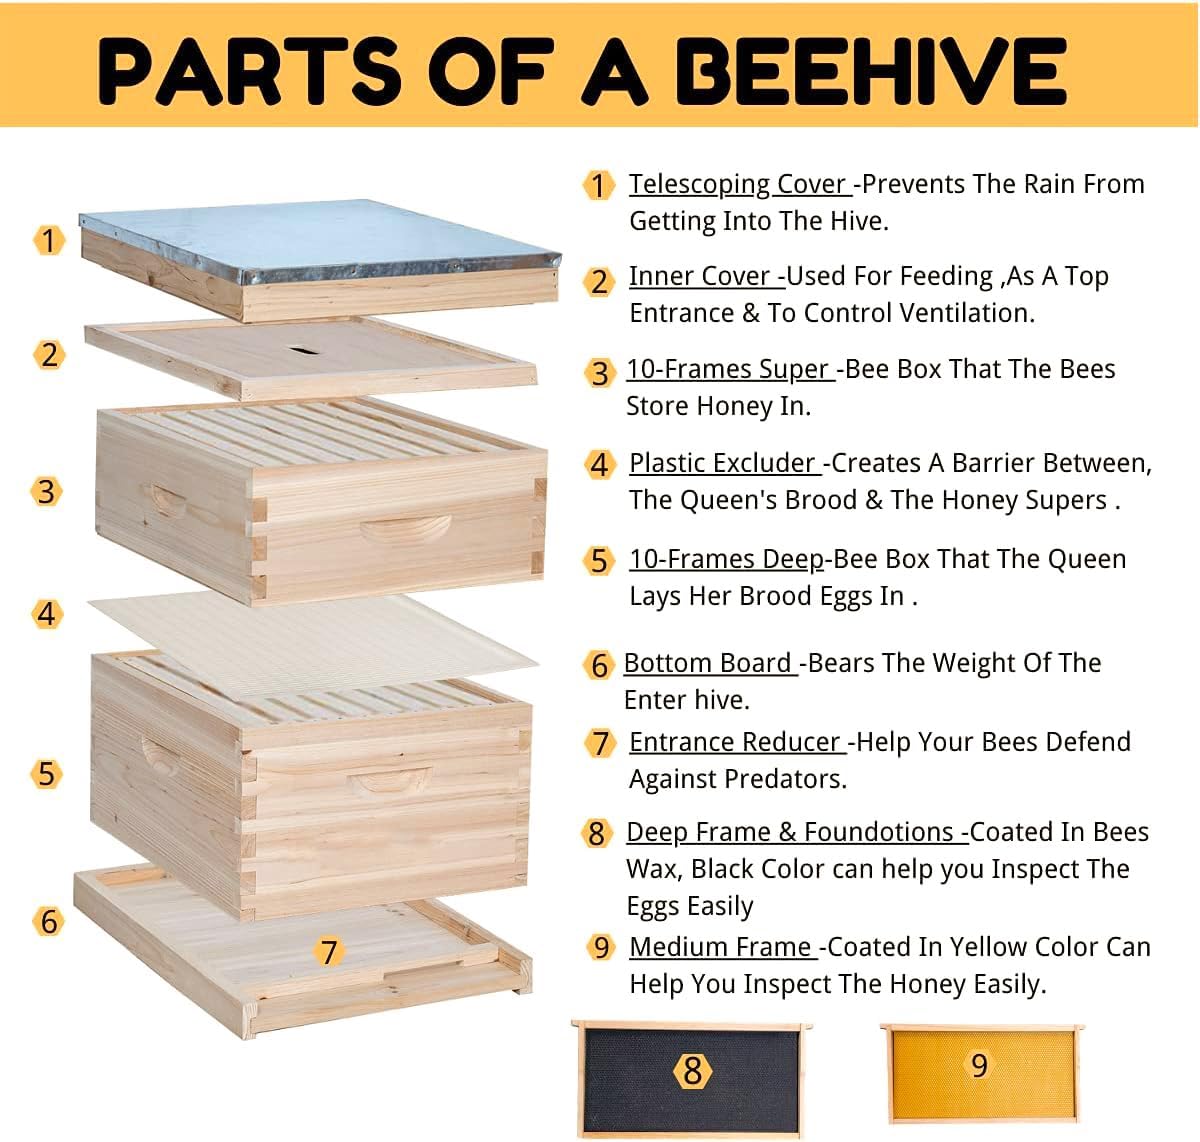 PARTS OF A BEEHIVE
1
2
3
4
5
6
7
1 Telescoping Cover -Prevents The Rain From
Getting Into The Hive.
2 Inner Cover -Used For Feeding ,As A Top
Entrance & To Control Ventilation.
3 10-Frames Super -Bee Box That The Bees
Store Honey In.
4 Plastic Excluder -Creates A Barrier Between,
The Queen's Brood & The Honey Supers .
5 10-Frames Deep-Bee Box That The Queen
Lays Her Brood Eggs In .
6 Bottom Board -Bears The Weight Of The
Enter hive.
7 Entrance Reducer -Help Your Bees Defend
Against Predators.
8 Deep Frame & Foundotions -Coated In Bees
Wax, Black Color can help you Inspect The
Eggs Easily
9 Medium Frame -Coated In Yellow Color Can
Help You Inspect The Honey Easily.
8
9